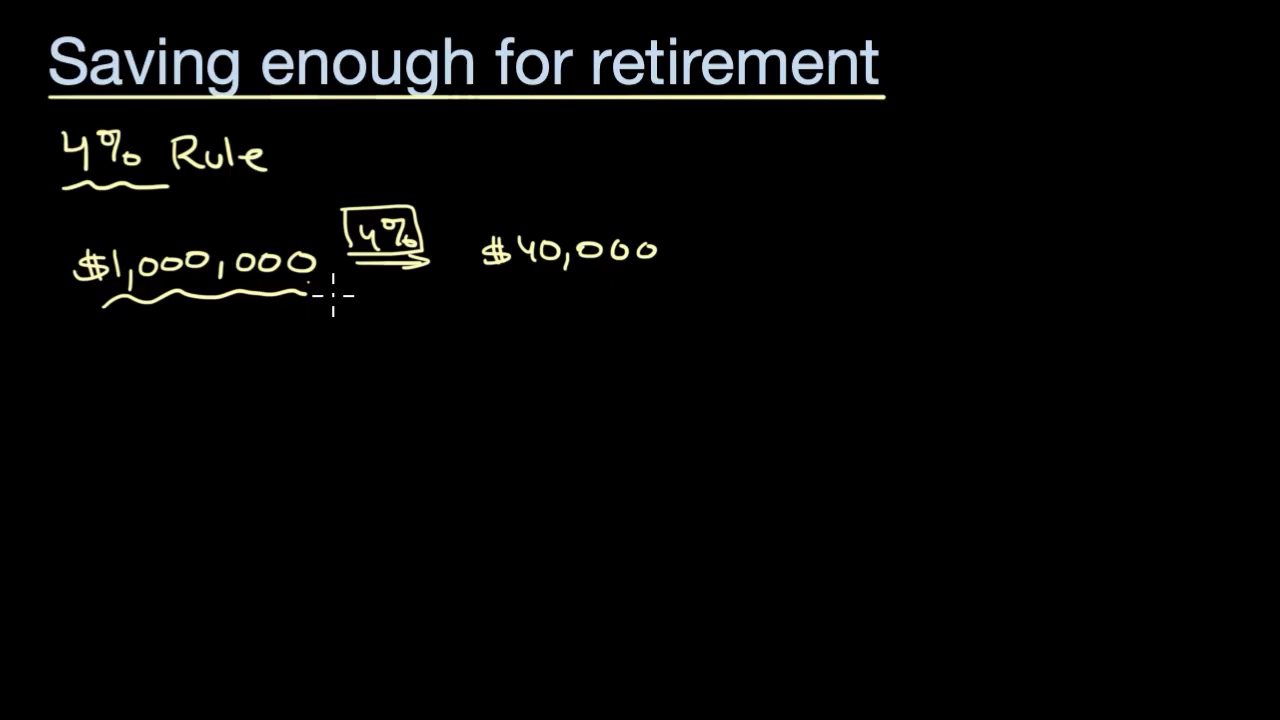 Saving enough for retirement
4% Rule
$1,000,000 4% $40,000